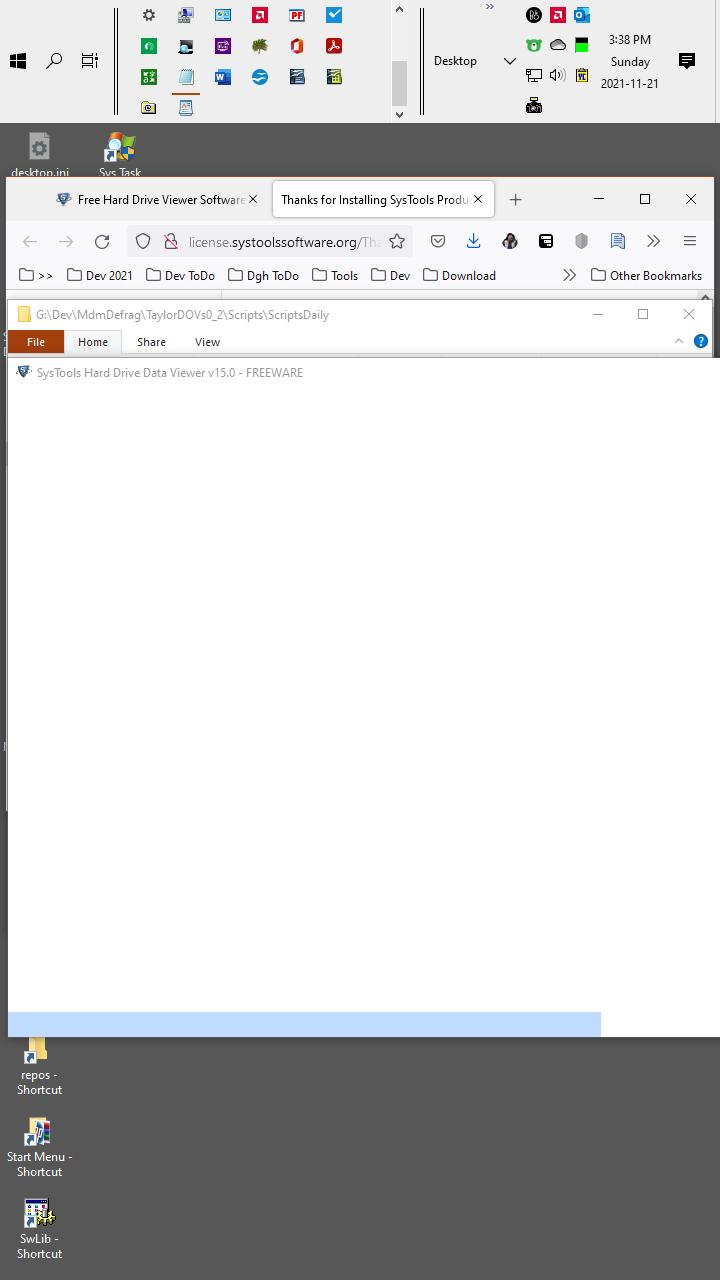 3:38 PM
Desktop
Sunday
2021-11-21
desktop.ini
Sys Task
Free Hard Drive Viewer Software
Thanks for Installing SysTools Produ
license.systoolssoftware.org/Tha
>>
Dev 2021
Dev ToDo
Dgh ToDo
Tools
Dev
Download
Other Bookmarks
G:\Dev\MdmDefrag\TaylorDOVs0_2\Scripts\ScriptsDaily
File
Home
Share
View
SysTools Hard Drive Data Viewer v15.0 - FREEWARE
repos -
Shortcut
Start Menu -
Shortcut
SwLib -
Shortcut